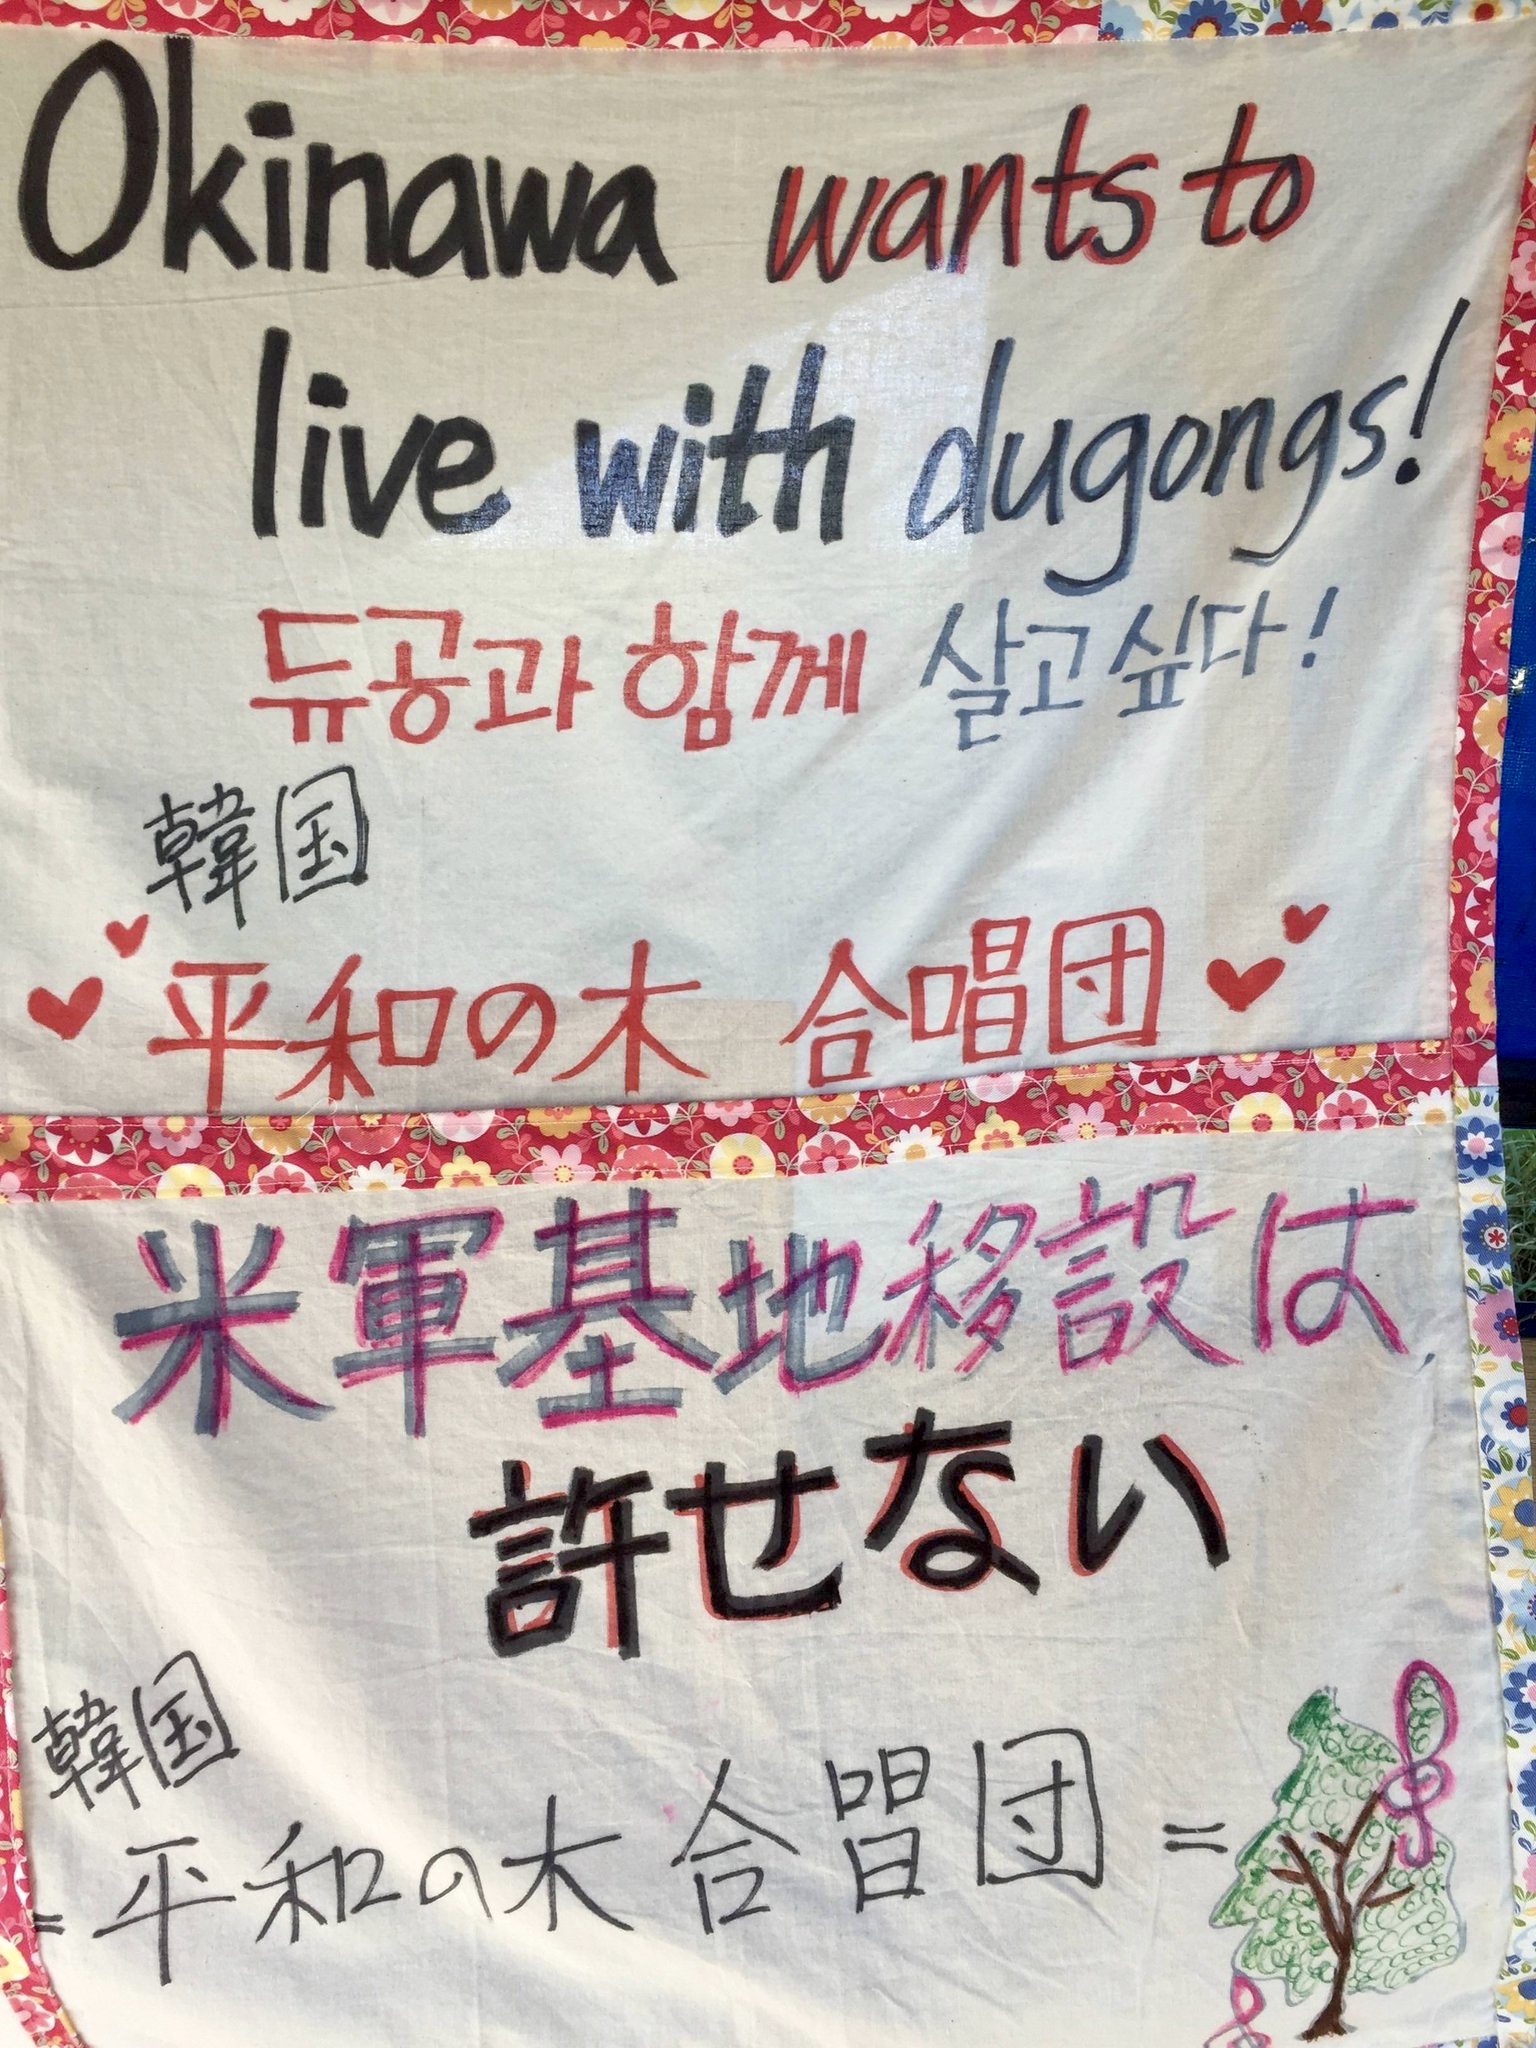 Okinawa wants to
live with dugongs!
듀공과 함께 살고 싶다!
韓国
平和の木 合唱団
米軍基地移設は,
許せない
韓国
= 平和の木 合唱団 =